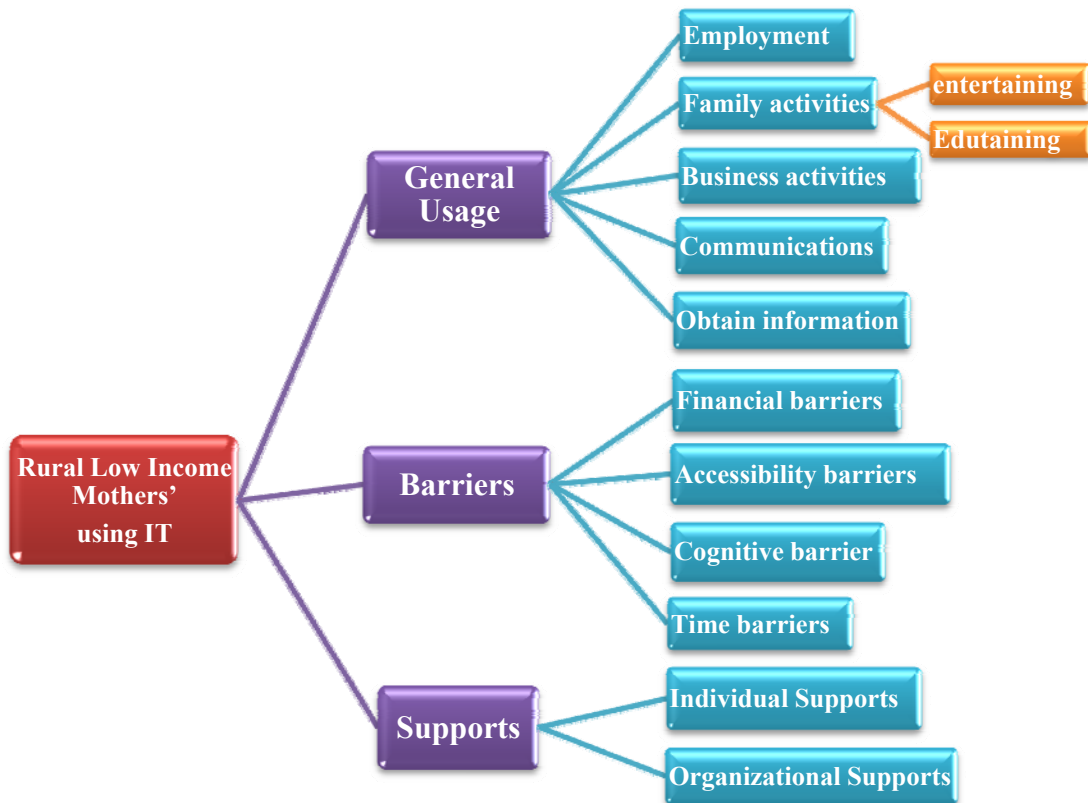 Employment
Family activities
entertaining
Edutaining
General
Usage
Business activities
Communications
Obtain information
Rural Low Income
Mothers’
using IT
Barriers
Financial barriers
Accessibility barriers
Cognitive barrier
Time barriers
Supports
Individual Supports
Organizational Supports